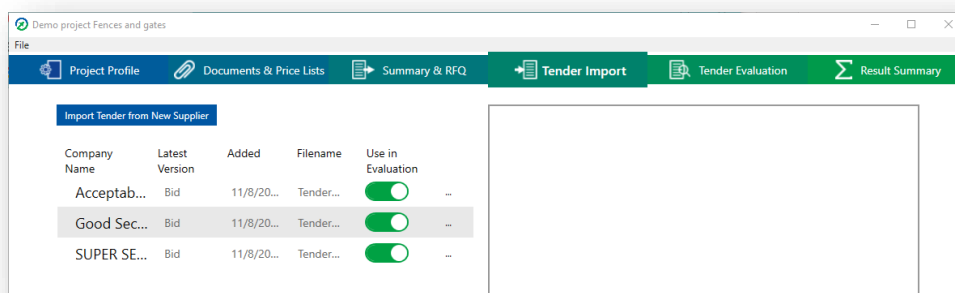 Demo project Fences and gates
File
Project Profile Documents & Price Lists Summary & RFQ Tender Import Tender Evaluation Result Summary
Import Tender from New Supplier
Company Name Latest Version Added Filename Use in Evaluation
Acceptab... Bid 11/8/20... Tender... ...
Good Sec... Bid 11/8/20... Tender... ...
SUPER SE... Bid 11/8/20... Tender... ...